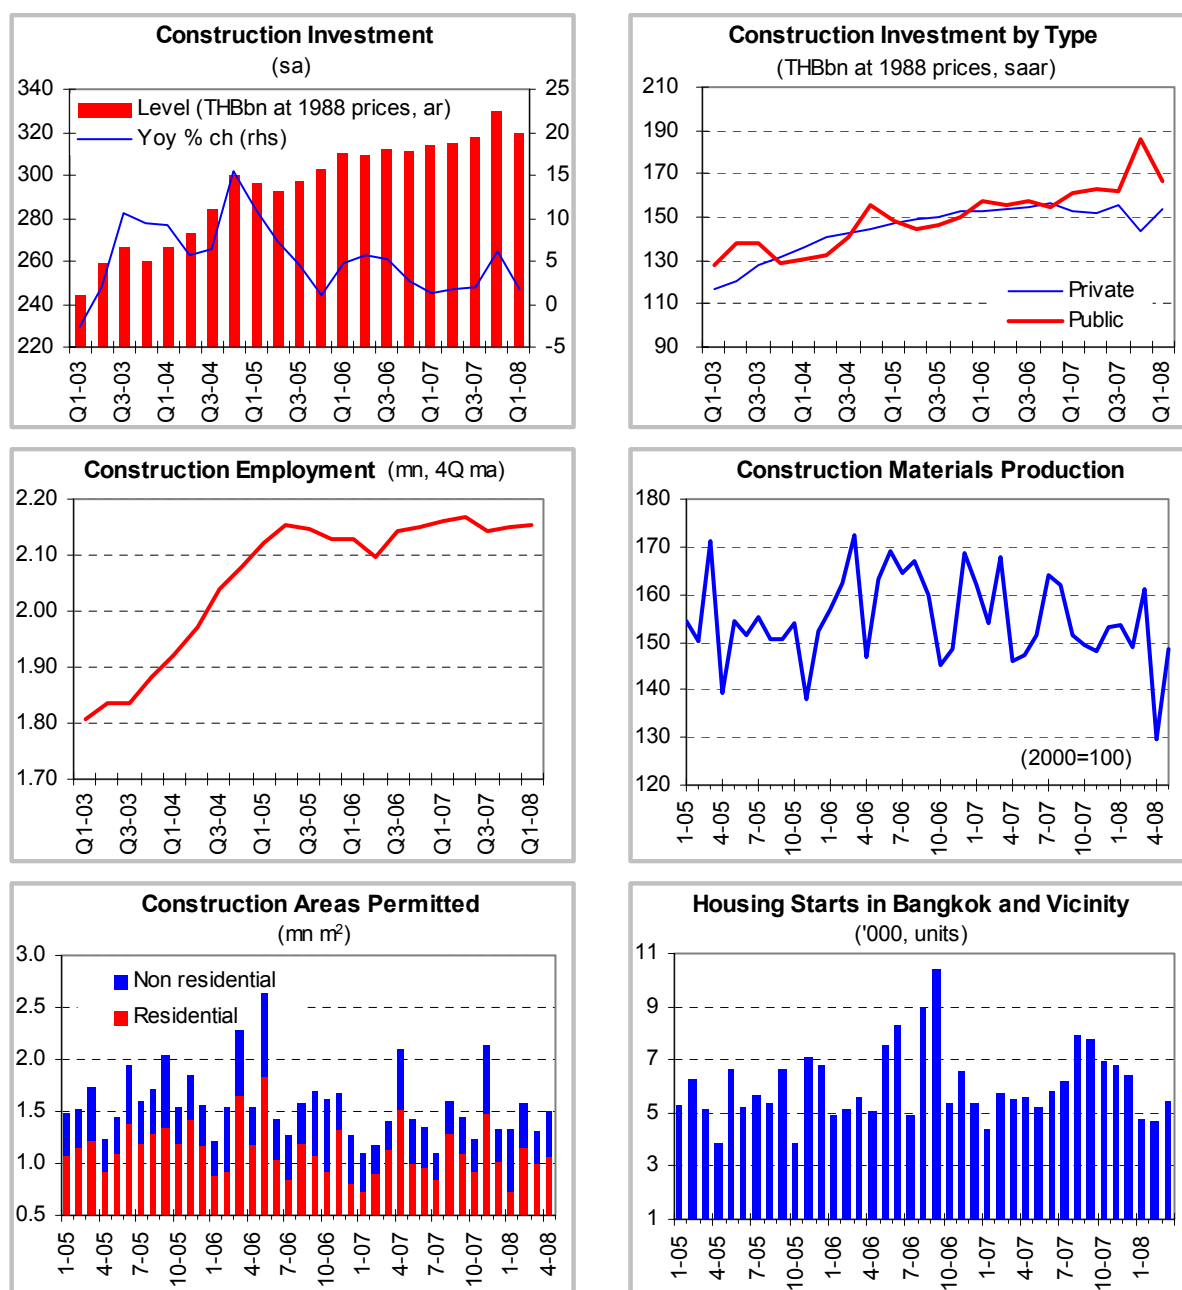 Construction Investment
(sa)
340
320
300
280
260
240
220
25
20
15
10
5
0
-5
Level (THBbn at 1988 prices, ar)
Yoy % ch (rhs)
Q1-03
Q3-03
Q1-04
Q3-04
Q1-05
Q3-05
Q1-06
Q3-06
Q1-07
Q3-07
Q1-08
Construction Investment by Type
(THBbn at 1988 prices, saar)
210
190
170
150
130
110
90
Private
Public
Q1-03
Q3-03
Q1-04
Q3-04
Q1-05
Q3-05
Q1-06
Q3-06
Q1-07
Q3-07
Q1-08
Construction Employment (mn, 4Q ma)
2.20
2.10
2.00
1.90
1.80
1.70
Q1-03
Q3-03
Q1-04
Q3-04
Q1-05
Q3-05
Q1-06
Q3-06
Q1-07
Q3-07
Q1-08
Construction Materials Production
180
170
160
150
140
130
120
(2000=100)
1-05
4-05
7-05
10-05
1-06
4-06
7-06
10-06
1-07
4-07
7-07
10-07
1-08
4-08
Construction Areas Permitted
(mn m²)
3.0
2.5
2.0
1.5
1.0
0.5
Non residential
Residential
1-05
4-05
7-05
10-05
1-06
4-06
7-06
10-06
1-07
4-07
7-07
10-07
1-08
4-08
Housing Starts in Bangkok and Vicinity
('000, units)
11
9
7
5
3
1
1-05
4-05
7-05
10-05
1-06
4-06
7-06
10-06
1-07
4-07
7-07
10-07
1-08